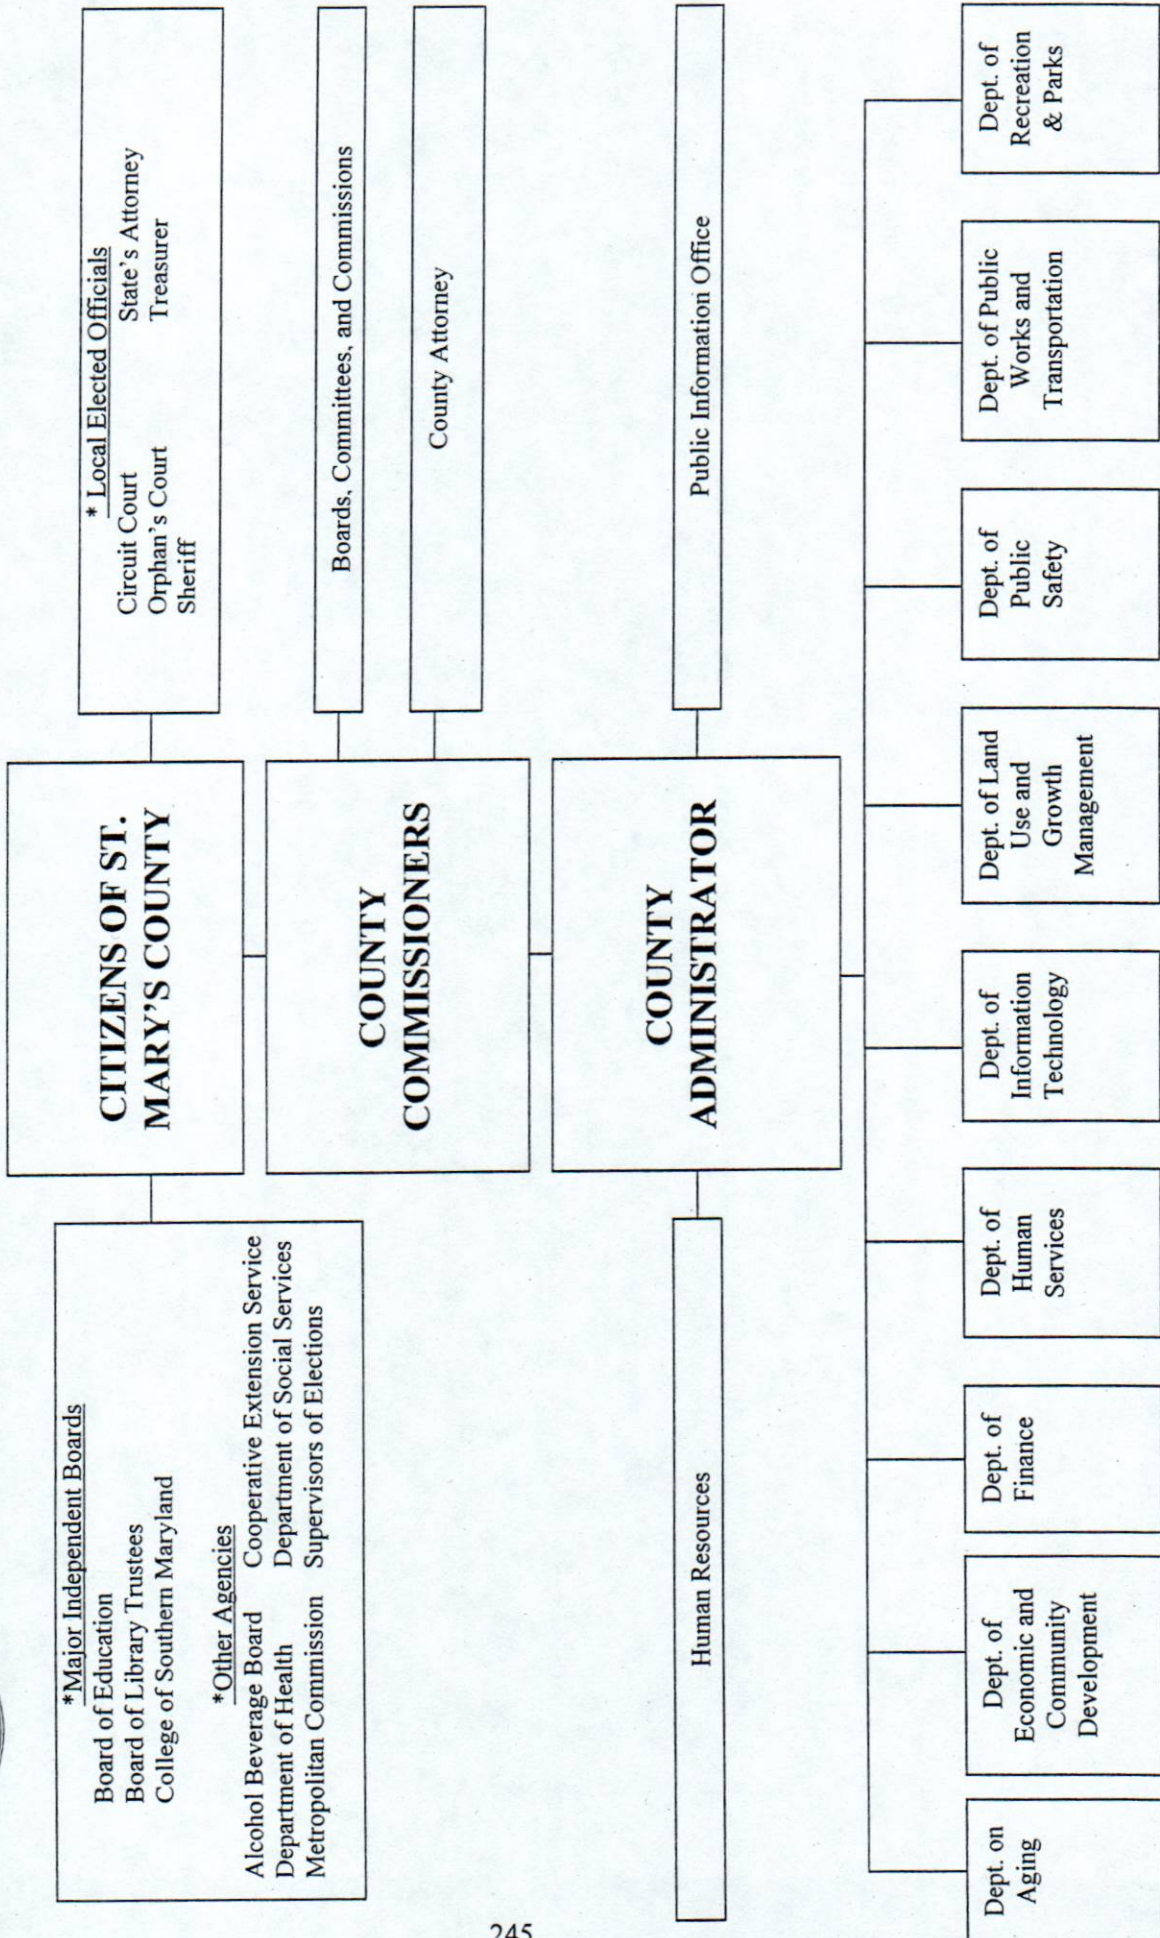 CITIZENS OF ST.
MARY'S COUNTY
*Major Independent Boards
Board of Education
Board of Library Trustees
College of Southern Maryland
*Other Agencies
Alcohol Beverage Board Cooperative Extension Service
Department of Health Department of Social Services
Metropolitan Commission Supervisors of Elections
* Local Elected Officials
Circuit Court State's Attorney
Orphan's Court Treasurer
Sheriff
COUNTY
COMMISSIONERS
Boards, Committees, and Commissions
County Attorney
COUNTY
ADMINISTRATOR
Human Resources
Public Information Office
Dept. on
Aging
Dept. of
Economic and
Community
Development
Dept. of
Finance
Dept. of
Human
Services
Dept. of
Information
Technology
Dept. of Land
Use and
Growth
Management
Dept. of
Public
Safety
Dept. of Public
Works and
Transportation
Dept. of
Recreation
& Parks
245